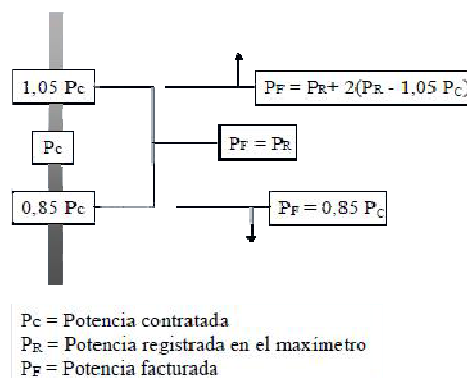 1,05 Pc
PF = PR+ 2(PR - 1,05 PC)
Pc
PF = PR
0,85 Pc
PF = 0,85 PC
PC = Potencia contratada
PR = Potencia registrada en el maxímetro
PF = Potencia facturada